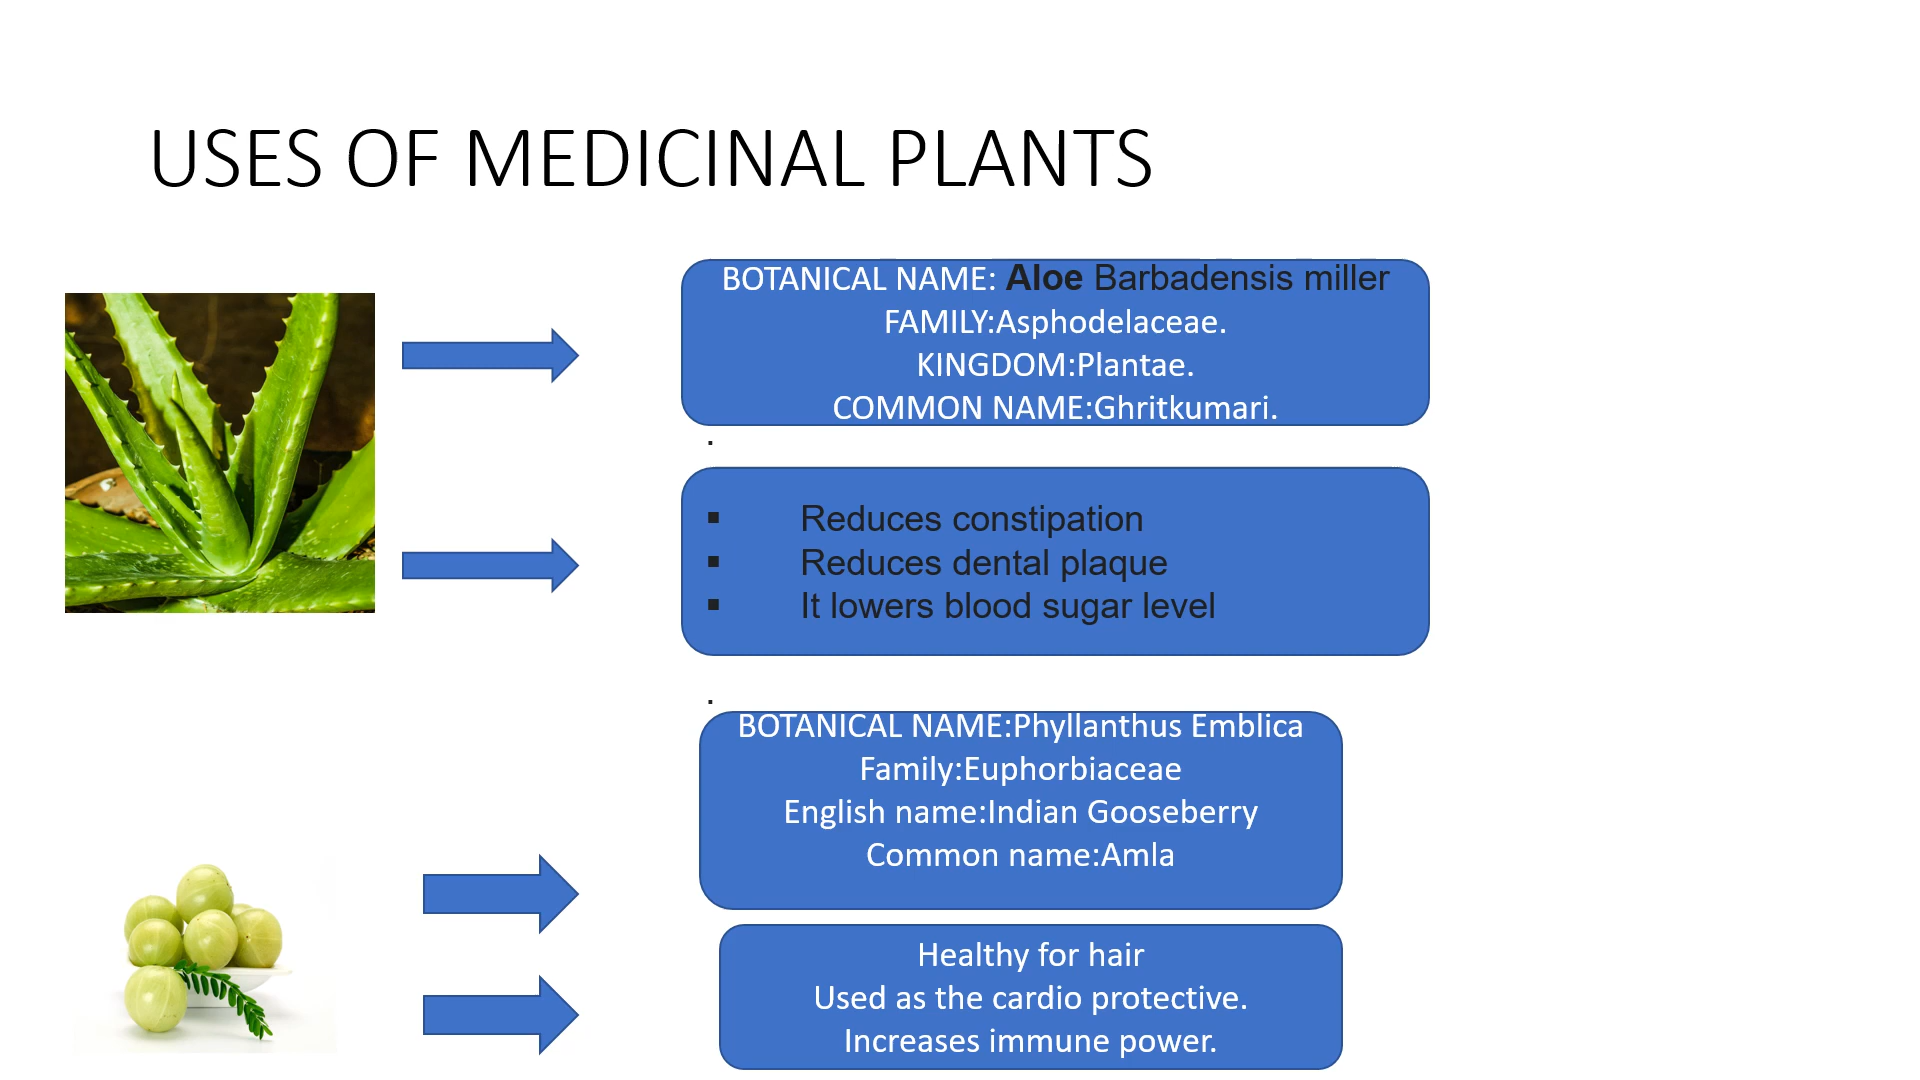 USES OF MEDICINAL PLANTS
BOTANICAL NAME: Aloe Barbadensis miller
FAMILY:Asphodelaceae.
KINGDOM:Plantae.
COMMON NAME:Ghritkumari.
.
▪ Reduces constipation
▪ Reduces dental plaque
▪ It lowers blood sugar level
.
BOTANICAL NAME:Phyllanthus Emblica
Family:Euphorbiaceae
English name:Indian Gooseberry
Common name:Amla
Healthy for hair
Used as the cardio protective.
Increases immune power.